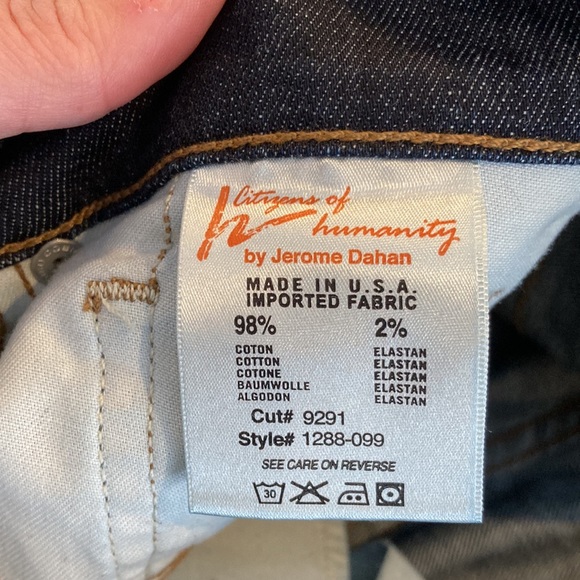 Citizens of
humanity
by Jerome Dahan
MADE IN U.S.A.
IMPORTED FABRIC
98% 2%
COTON ELASTAN
COTTON ELASTAN
COTONE ELASTAN
BAUMWOLLE ELASTAN
ALGODON ELASTAN
Cut# 9291
Style# 1288-099
SEE CARE ON REVERSE
30